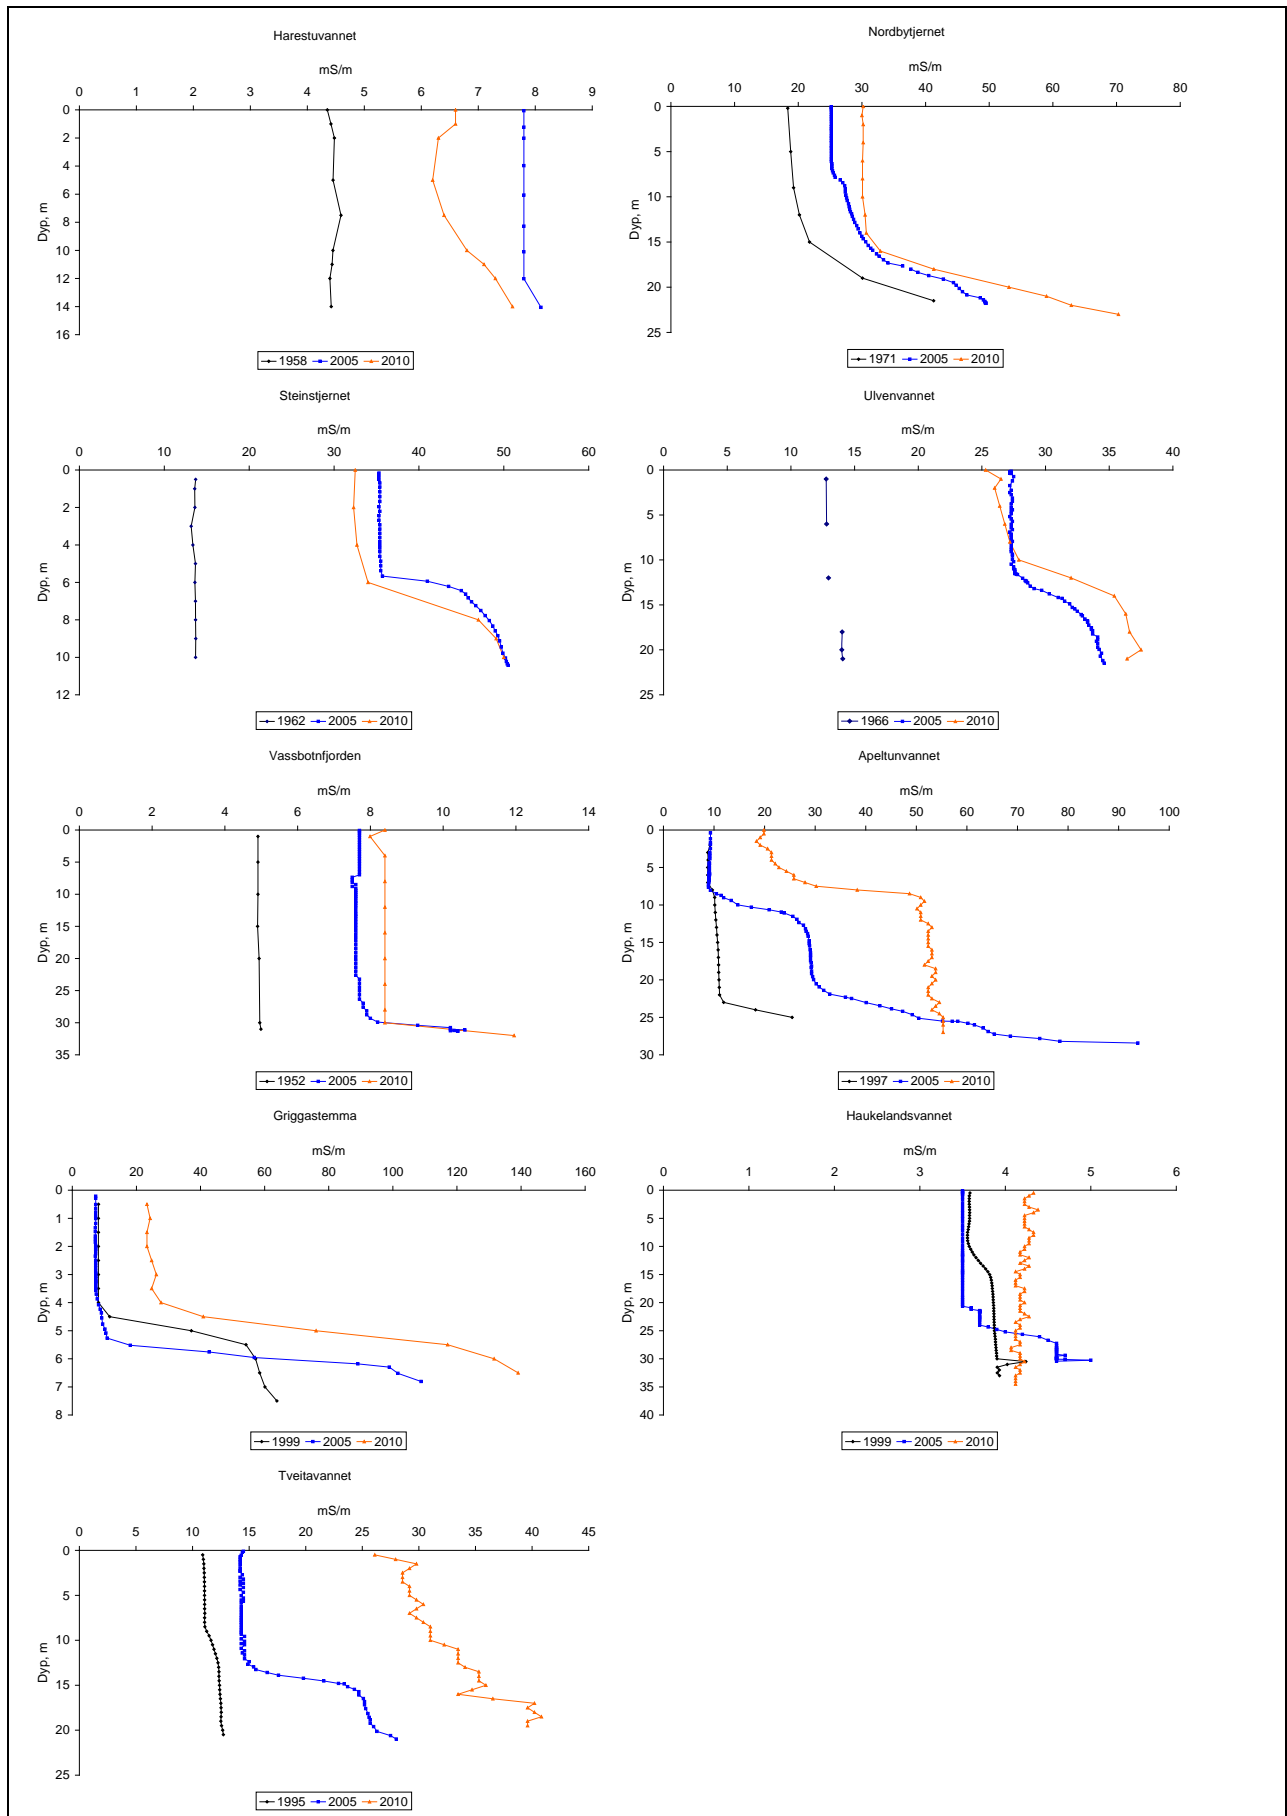 Harestuvannet
mS/m
0 1 2 3 4 5 6 7 8 9
0
2
4
6
8
10
12
14
16
Dyp, m
1958 2005 2010
Nordbytjernet
mS/m
0 10 20 30 40 50 60 70 80
0
5
10
15
20
25
Dyp, m
1971 2005 2010
Steinstjernet
mS/m
0 10 20 30 40 50 60
0
2
4
6
8
10
12
Dyp, m
1962 2005 2010
Ulvenvannet
mS/m
0 5 10 15 20 25 30 35 40
0
5
10
15
20
25
Dyp, m
1966 2005 2010
Vassbotnfjorden
mS/m
0 2 4 6 8 10 12 14
0
5
10
15
20
25
30
35
Dyp, m
1952 2005 2010
Apeltunvannet
mS/m
0 10 20 30 40 50 60 70 80 90 100
0
5
10
15
20
25
30
Dyp, m
1997 2005 2010
Griggastemma
mS/m
0 20 40 60 80 100 120 140 160
0
1
2
3
4
5
6
7
8
Dyp, m
1999 2005 2010
Haukelandsvannet
mS/m
0 1 2 3 4 5 6
0
5
10
15
20
25
30
35
40
Dyp, m
1999 2005 2010
Tveitavannet
mS/m
0 5 10 15 20 25 30 35 40 45
0
5
10
15
20
25
Dyp, m
1995 2005 2010